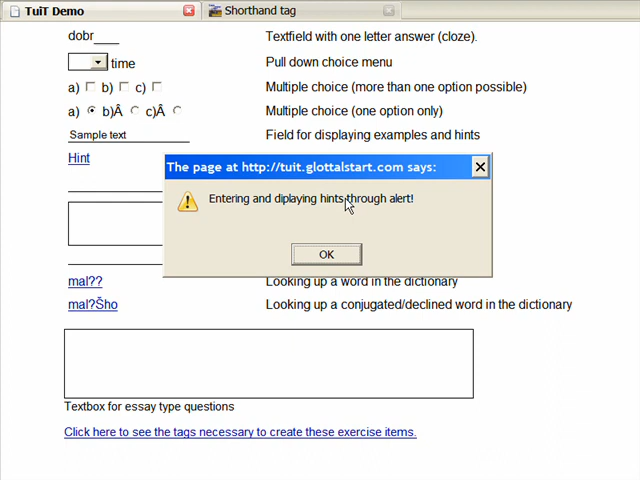 TuiT Demo
Shorthand tag
dobr____ Textfield with one letter answer (cloze).
time Pull down choice menu
a) b) c) Multiple choice (more than one option possible)
a) b)Â c)Â Multiple choice (one option only)
Sample text Field for displaying examples and hints
Hint
The page at http://tuit.glottalstart.com says:
Entering and diplaying hints through alert!
OK
mal?? Looking up a word in the dictionary
mal?Šho Looking up a conjugated/declined word in the dictionary
Textbox for essay type questions
Click here to see the tags necessary to create these exercise items.